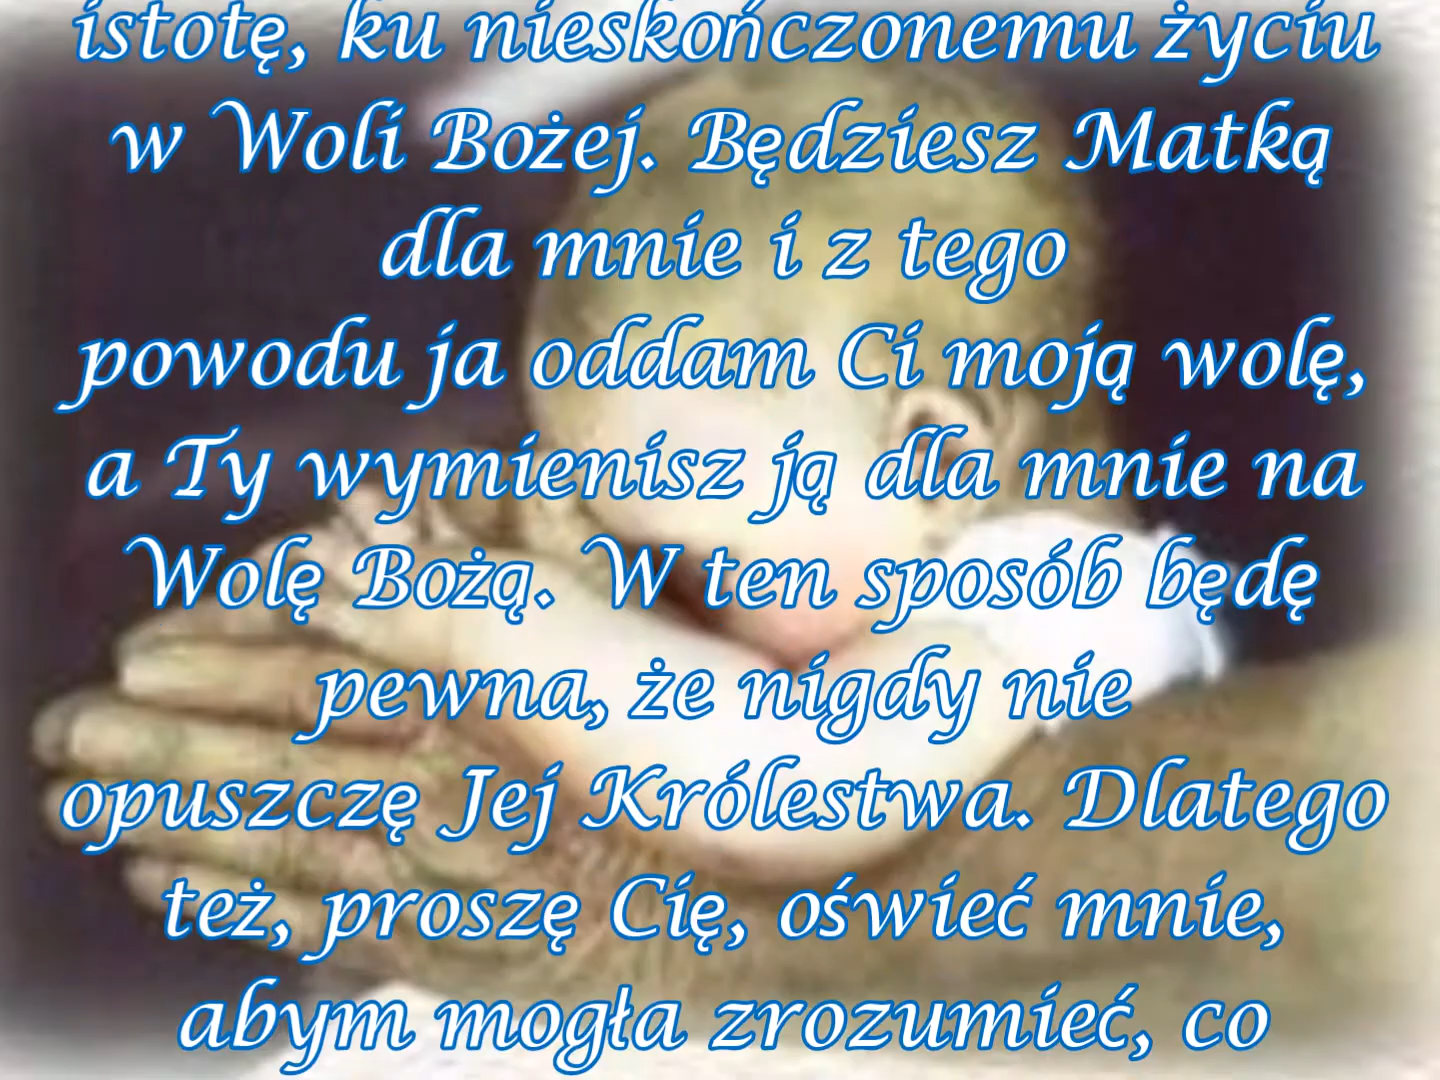 istotę, ku nieskończonemu życiu
w Woli Bożej. Będziesz Matką
dla mnie i z tego
powodu ja oddam Ci moją wolę,
a Ty wymienisz ją dla mnie na
Wolę Bożą. W ten sposób będę
pewna, że nigdy nie
opuszczę Jej Królestwa. Dlatego
też, proszę Cię, oświeć mnie,
abym mogła zrozumieć, co